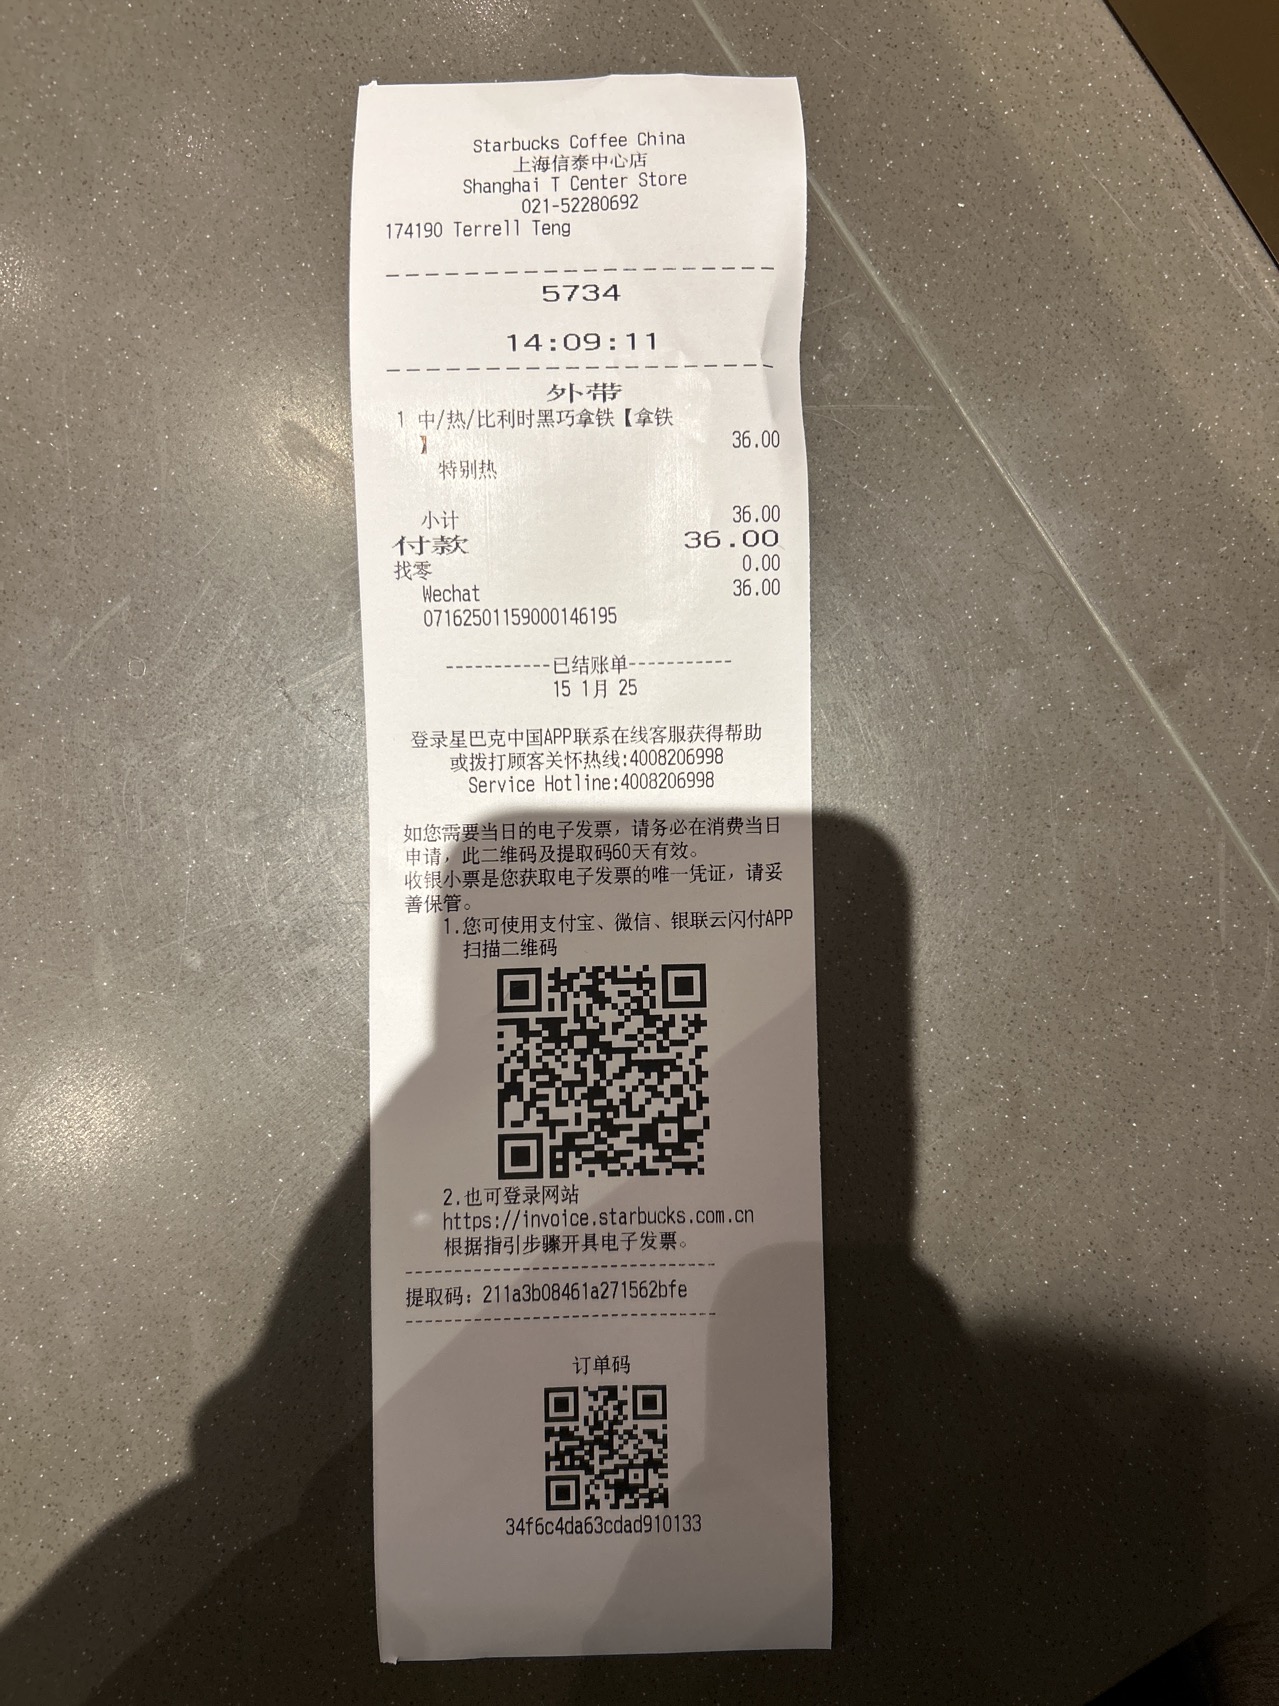 Starbucks Coffee China
上海信泰中心店
Shanghai T Center Store
021-52280692
174190 Terrell Teng
5734
14:09:11
外带
1 中/热/比利时黑巧拿铁【拿铁
】 36.00
特别热
小计 36.00
付款 36.00
找零 0.00
Wechat 36.00
07162501159000146195
-----------已结账单-----------
15 1月 25
登录星巴克中国APP联系在线客服获得帮助
或拨打顾客关怀热线:4008206998
Service Hotline:4008206998
如您需要当日的电子发票，请务必在消费当日
申请，此二维码及提取码60天有效。
收银小票是您获取电子发票的唯一凭证，请妥
善保管。
1.您可使用支付宝、微信、银联云闪付APP
扫描二维码
2.也可登录网站
https://invoice.starbucks.com.cn
根据指引步骤开具电子发票。
提取码：211a3b08461a271562bfe
订单码
34f6c4da63cdad910133